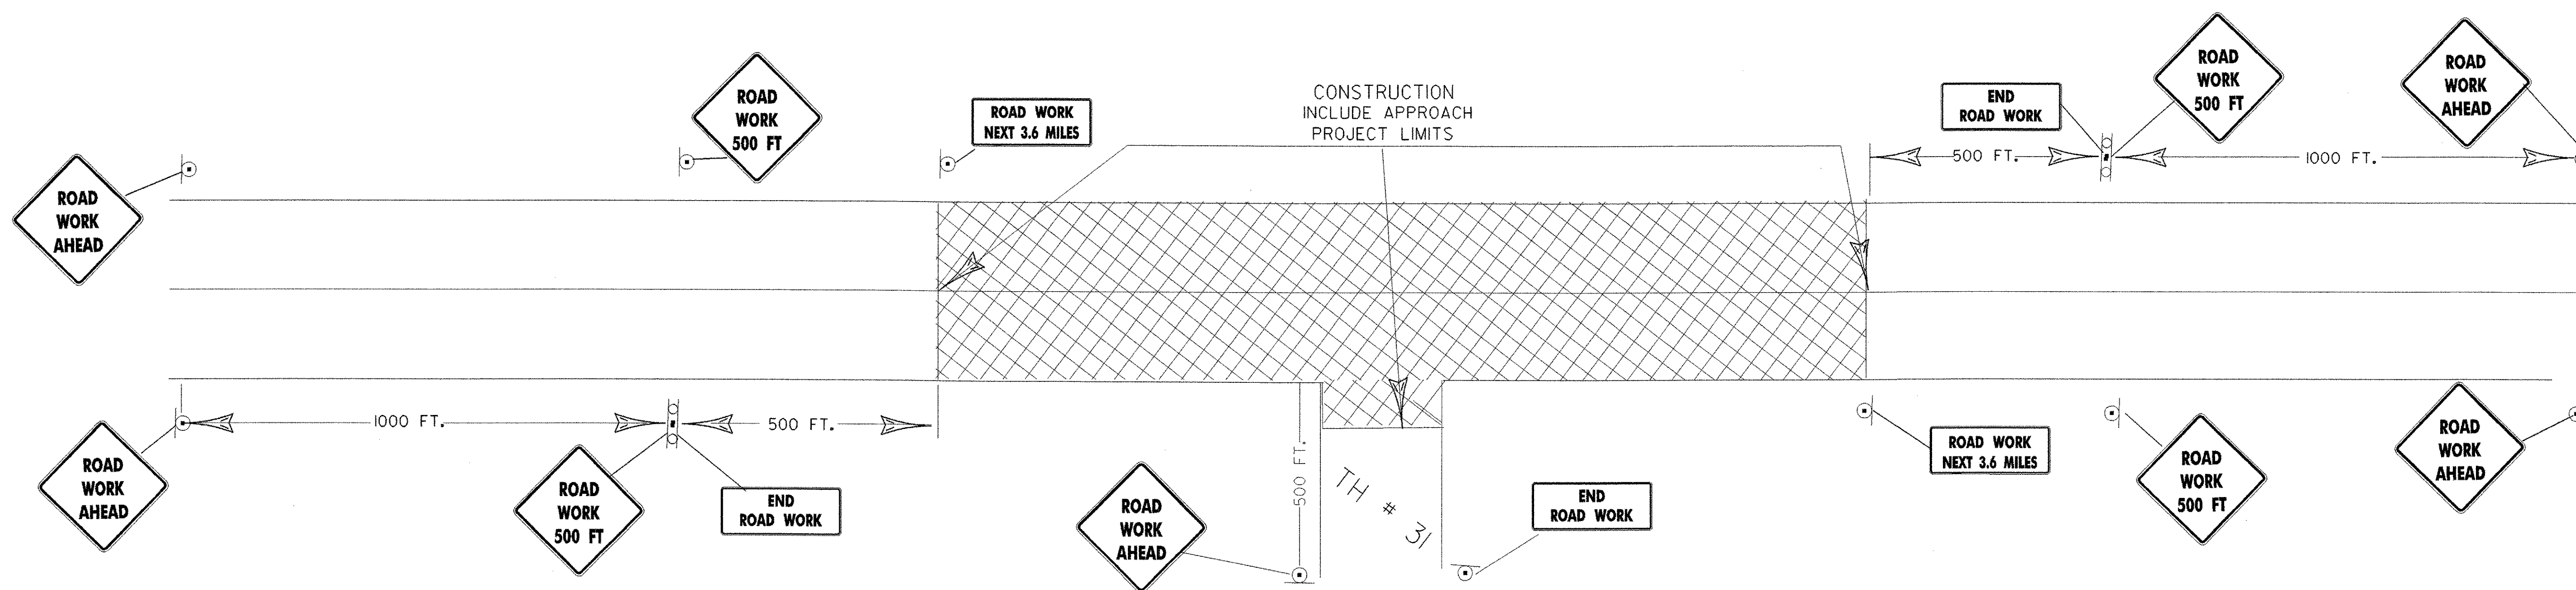 ROAD
WORK
AHEAD
ROAD
WORK
500 FT
ROAD WORK
NEXT 3.6 MILES
CONSTRUCTION
INCLUDE APPROACH
PROJECT LIMITS
END
ROAD WORK
ROAD
WORK
500 FT
ROAD
WORK
AHEAD
500 FT.
1000 FT.
ROAD
WORK
AHEAD
1000 FT.
500 FT.
ROAD
WORK
500 FT
END
ROAD WORK
ROAD
WORK
AHEAD
500 FT.
TH # 31
END
ROAD WORK
ROAD WORK
NEXT 3.6 MILES
ROAD
WORK
500 FT
ROAD
WORK
AHEAD